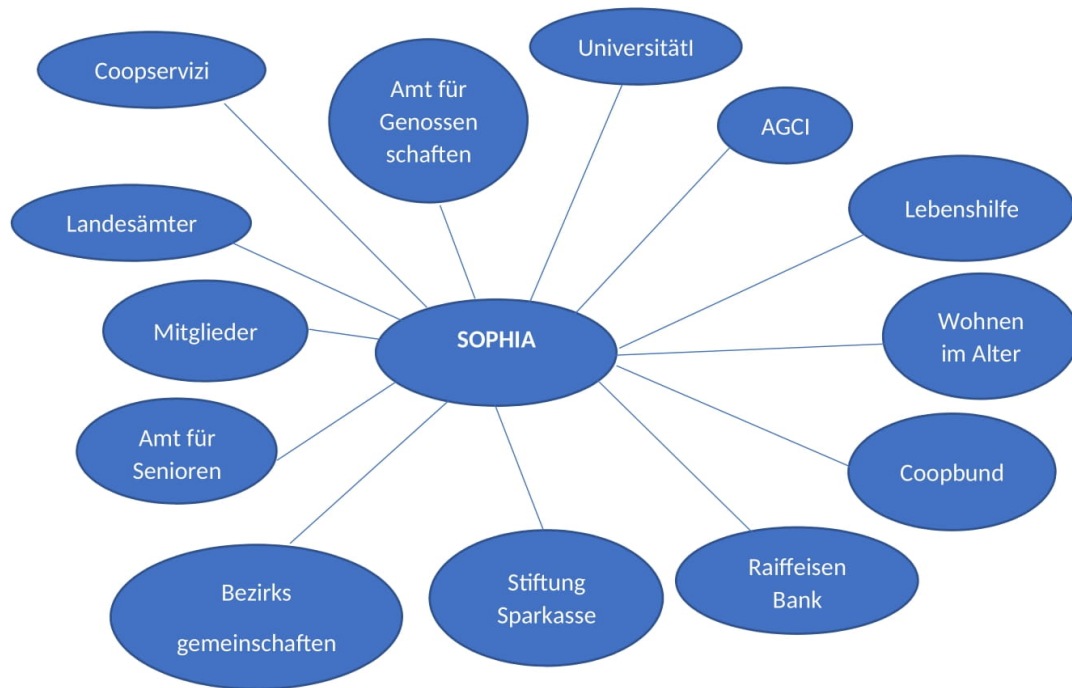 Coopservizi
Amt für
Genossen
schaften
Universitätl
AGCI
Landesämter
Lebenshilfe
Mitglieder
SOPHIA
Wohnen
im Alter
Amt für
Senioren
Coopbund
Bezirks
gemeinschaften
Stiftung
Sparkasse
Raiffeisen
Bank